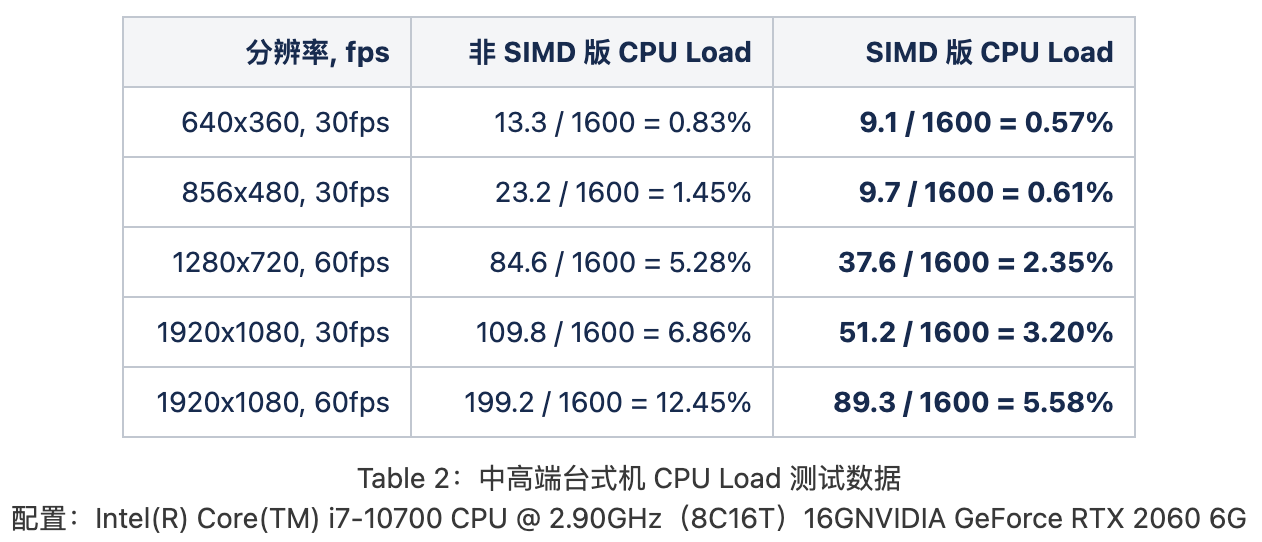 分辨率, fps 非 SIMD 版 CPU Load SIMD 版 CPU Load
640x360, 30fps 13.3 / 1600 = 0.83% 9.1 / 1600 = 0.57%
856x480, 30fps 23.2 / 1600 = 1.45% 9.7 / 1600 = 0.61%
1280x720, 60fps 84.6 / 1600 = 5.28% 37.6 / 1600 = 2.35%
1920x1080, 30fps 109.8 / 1600 = 6.86% 51.2 / 1600 = 3.20%
1920x1080, 60fps 199.2 / 1600 = 12.45% 89.3 / 1600 = 5.58%
Table 2：中高端台式机 CPU Load 测试数据
配置：Intel(R) Core(TM) i7-10700 CPU @ 2.90GHz（8C16T）16GNVIDIA GeForce RTX 2060 6G